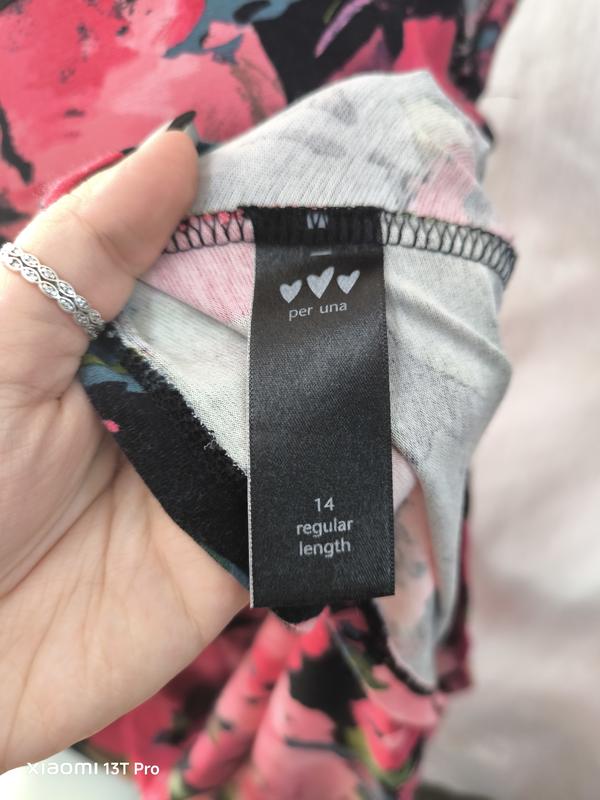 per una
14
regular
length
XIAOMI 13T Pro